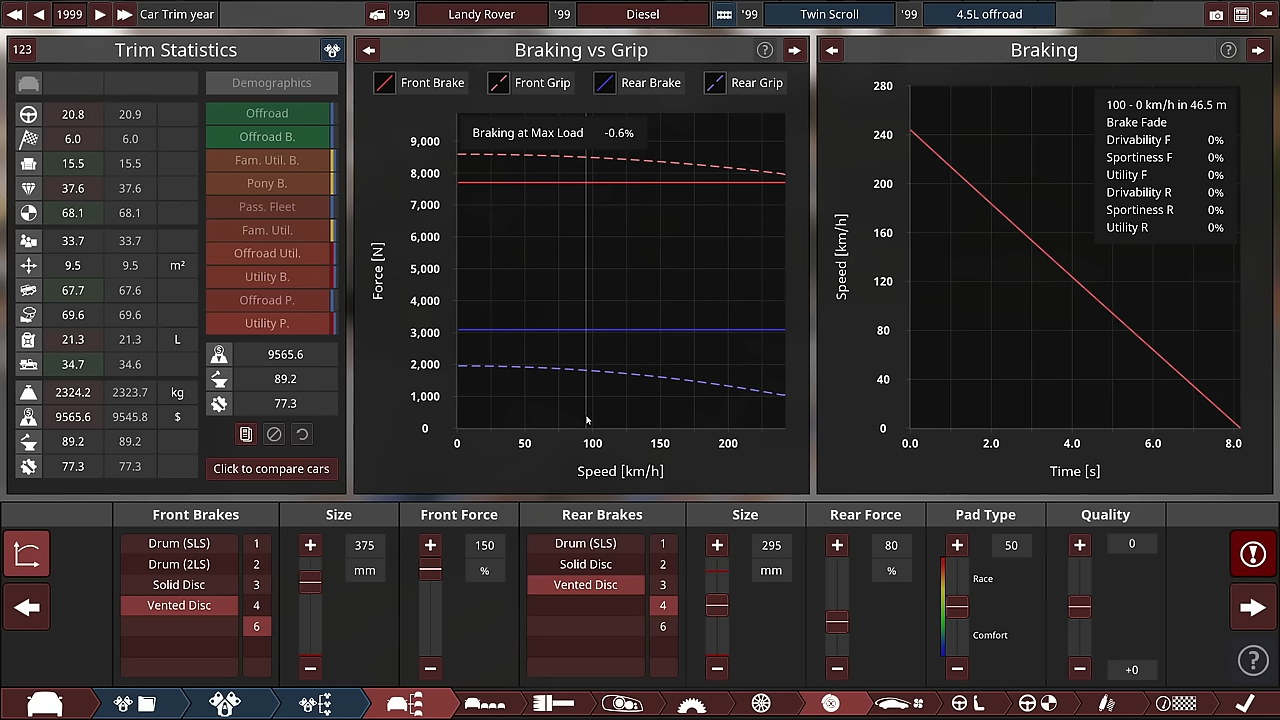 1999 Car Trim year '99 Landy Rover '99 Diesel '99 Twin Scroll '99 4.5L offroad
123 Trim Statistics
Demographics
20.8 20.9 Offroad
6.0 6.0 Offroad B.
15.5 15.5 Fam. Util. B.
37.6 37.6 Pony B.
68.1 68.1 Pass. Fleet
33.7 33.7 Fam. Util.
9.5 9.5 m² Offroad Util.
67.7 67.6 Utility B.
69.6 69.6 Offroad P.
21.3 21.3 L Utility P.
34.7 34.6 9565.6
2324.2 2323.7 kg 89.2
9565.6 9545.8 $ 77.3
89.2 89.2
77.3 77.3
Click to compare cars
Braking vs Grip ?
Front Brake Front Grip Rear Brake Rear Grip
Braking at Max Load -0.6%
9,000
8,000
7,000
6,000
5,000
4,000
3,000
2,000
1,000
0
Force [N]
0 50 100 150 200
Speed [km/h]
Braking ?
280
240
200
160
120
80
40
0
Speed [km/h]
100 - 0 km/h in 46.5 m
Brake Fade
Drivability F 0%
Sportiness F 0%
Utility F 0%
Drivability R 0%
Sportiness R 0%
Utility R 0%
0.0 2.0 4.0 6.0 8.0
Time [s]
Front Brakes Size Front Force Rear Brakes Size Rear Force Pad Type Quality
Drum (SLS) 1
Drum (2LS) 2
Solid Disc 3
Vented Disc 4
6
+ 375
mm
−
+ 150
%
−
Drum (SLS) 1
Solid Disc 2
Vented Disc 3
4
6
+ 295
mm
−
+ 80
%
−
+ 50
Race
Comfort
−
+ 0
− +0
?